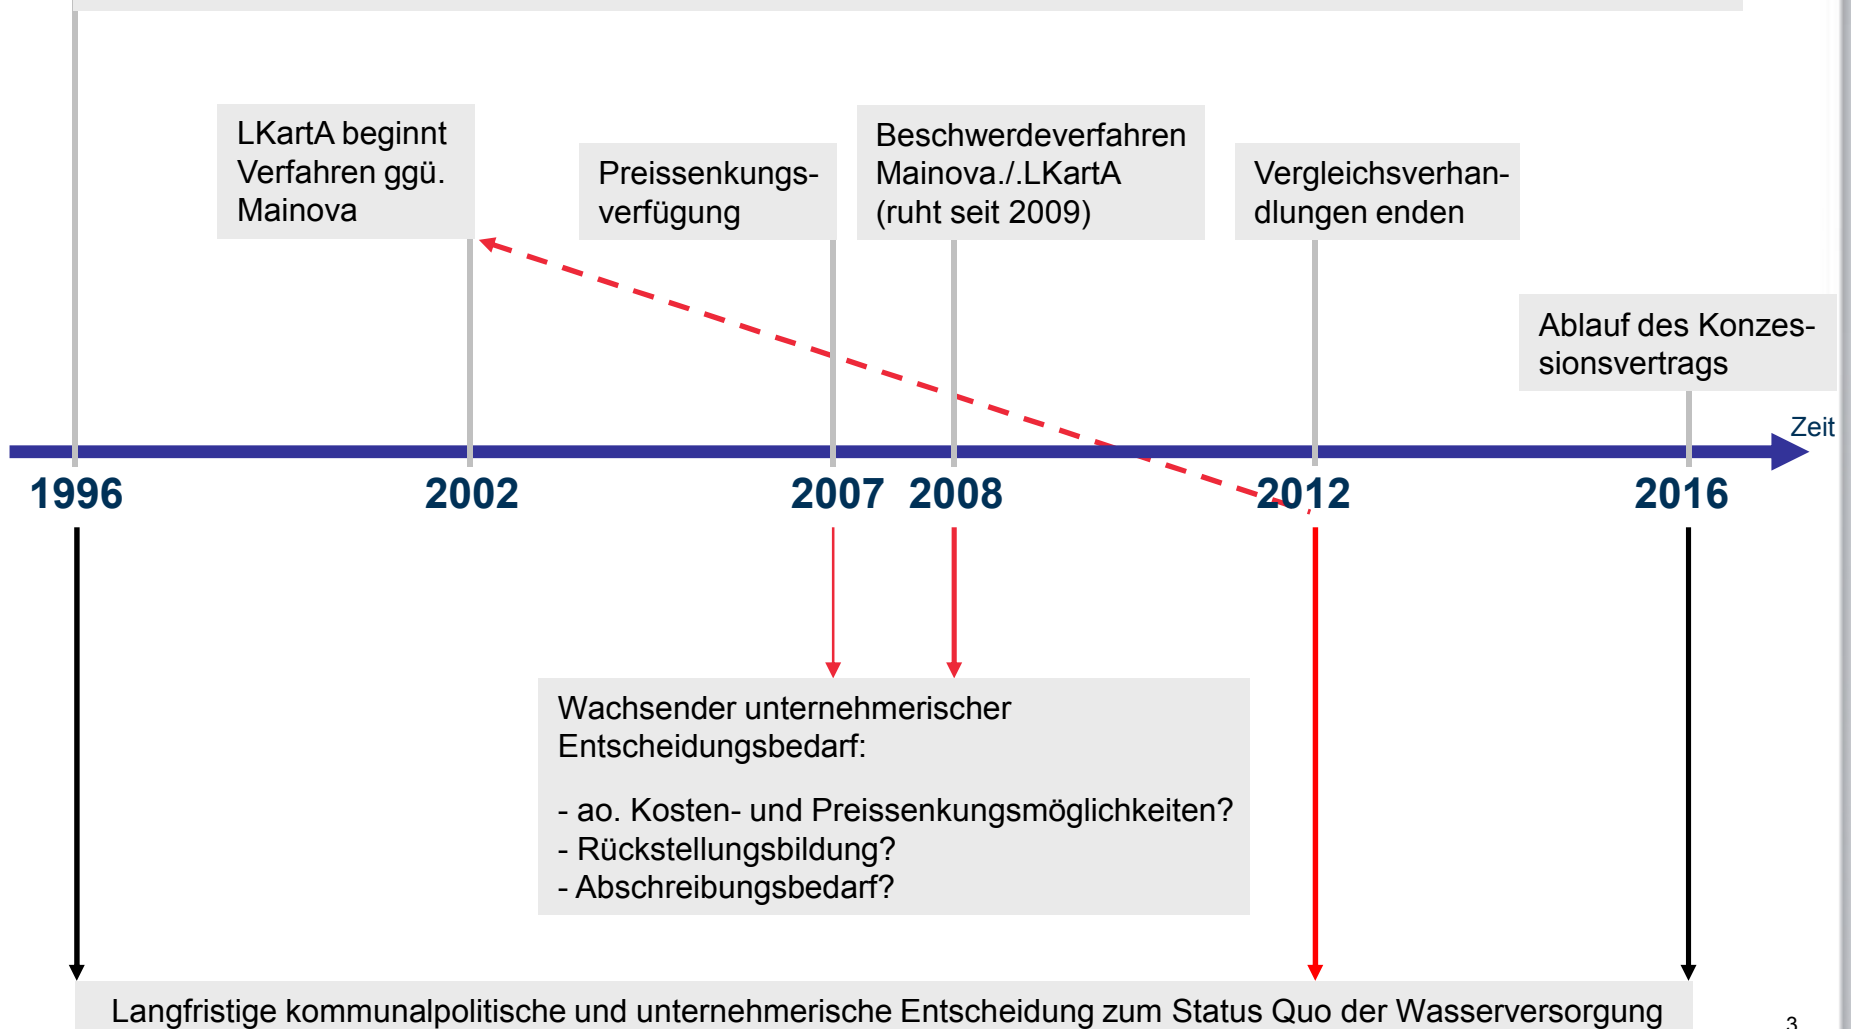 LKartA beginnt
Verfahren ggü.
Mainova
Preissenkungs-
verfügung
Beschwerdeverfahren
Mainova./.LKartA
(ruht seit 2009)
Vergleichsverhan-
dlungen enden
Ablauf des Konzes-
sionsvertrags
Zeit
1996 2002 2007 2008 2012 2016
Wachsender unternehmerischer
Entscheidungsbedarf:
- ao. Kosten- und Preissenkungsmöglichkeiten?
- Rückstellungsbildung?
- Abschreibungsbedarf?
Langfristige kommunalpolitische und unternehmerische Entscheidung zum Status Quo der Wasserversorgung
3